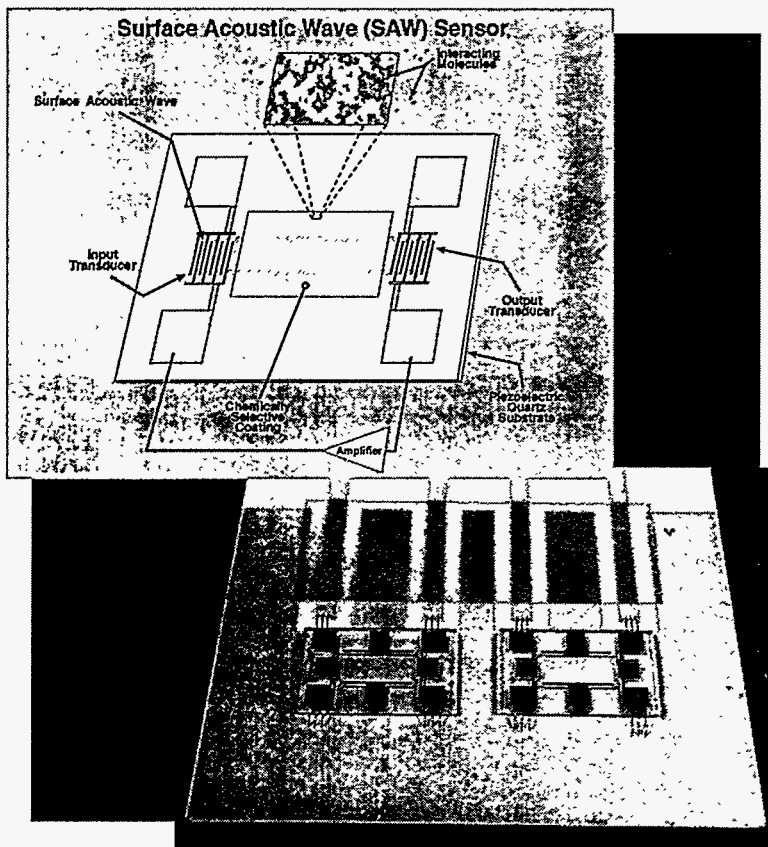 Surface Acoustic Wave (SAW) Sensor
Interacting
Molecules
Surface Acoustic Wave
Input
Transducer
Output
Transducer
Chemically
Selective
Coating
Piezoelectric
Quartz
Substrate
Amplifier